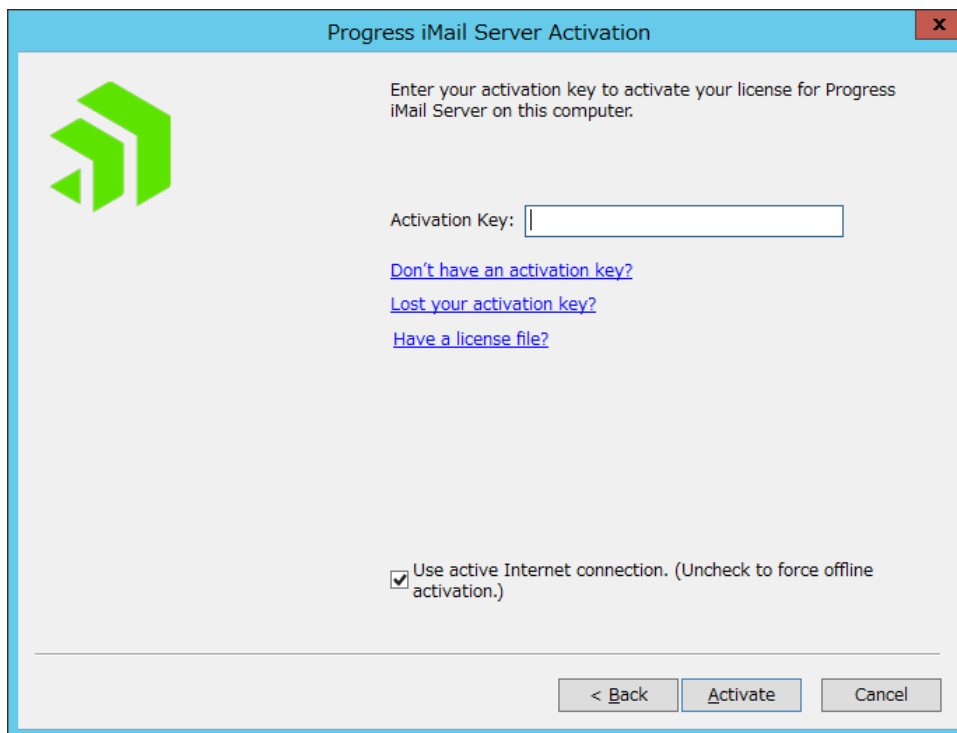 Progress iMail Server Activation
x
Enter your activation key to activate your license for Progress
iMail Server on this computer.
Activation Key:
Don't have an activation key?
Lost your activation key?
Have a license file?
Use active Internet connection. (Uncheck to force offline
activation.)
< Back
Activate
Cancel